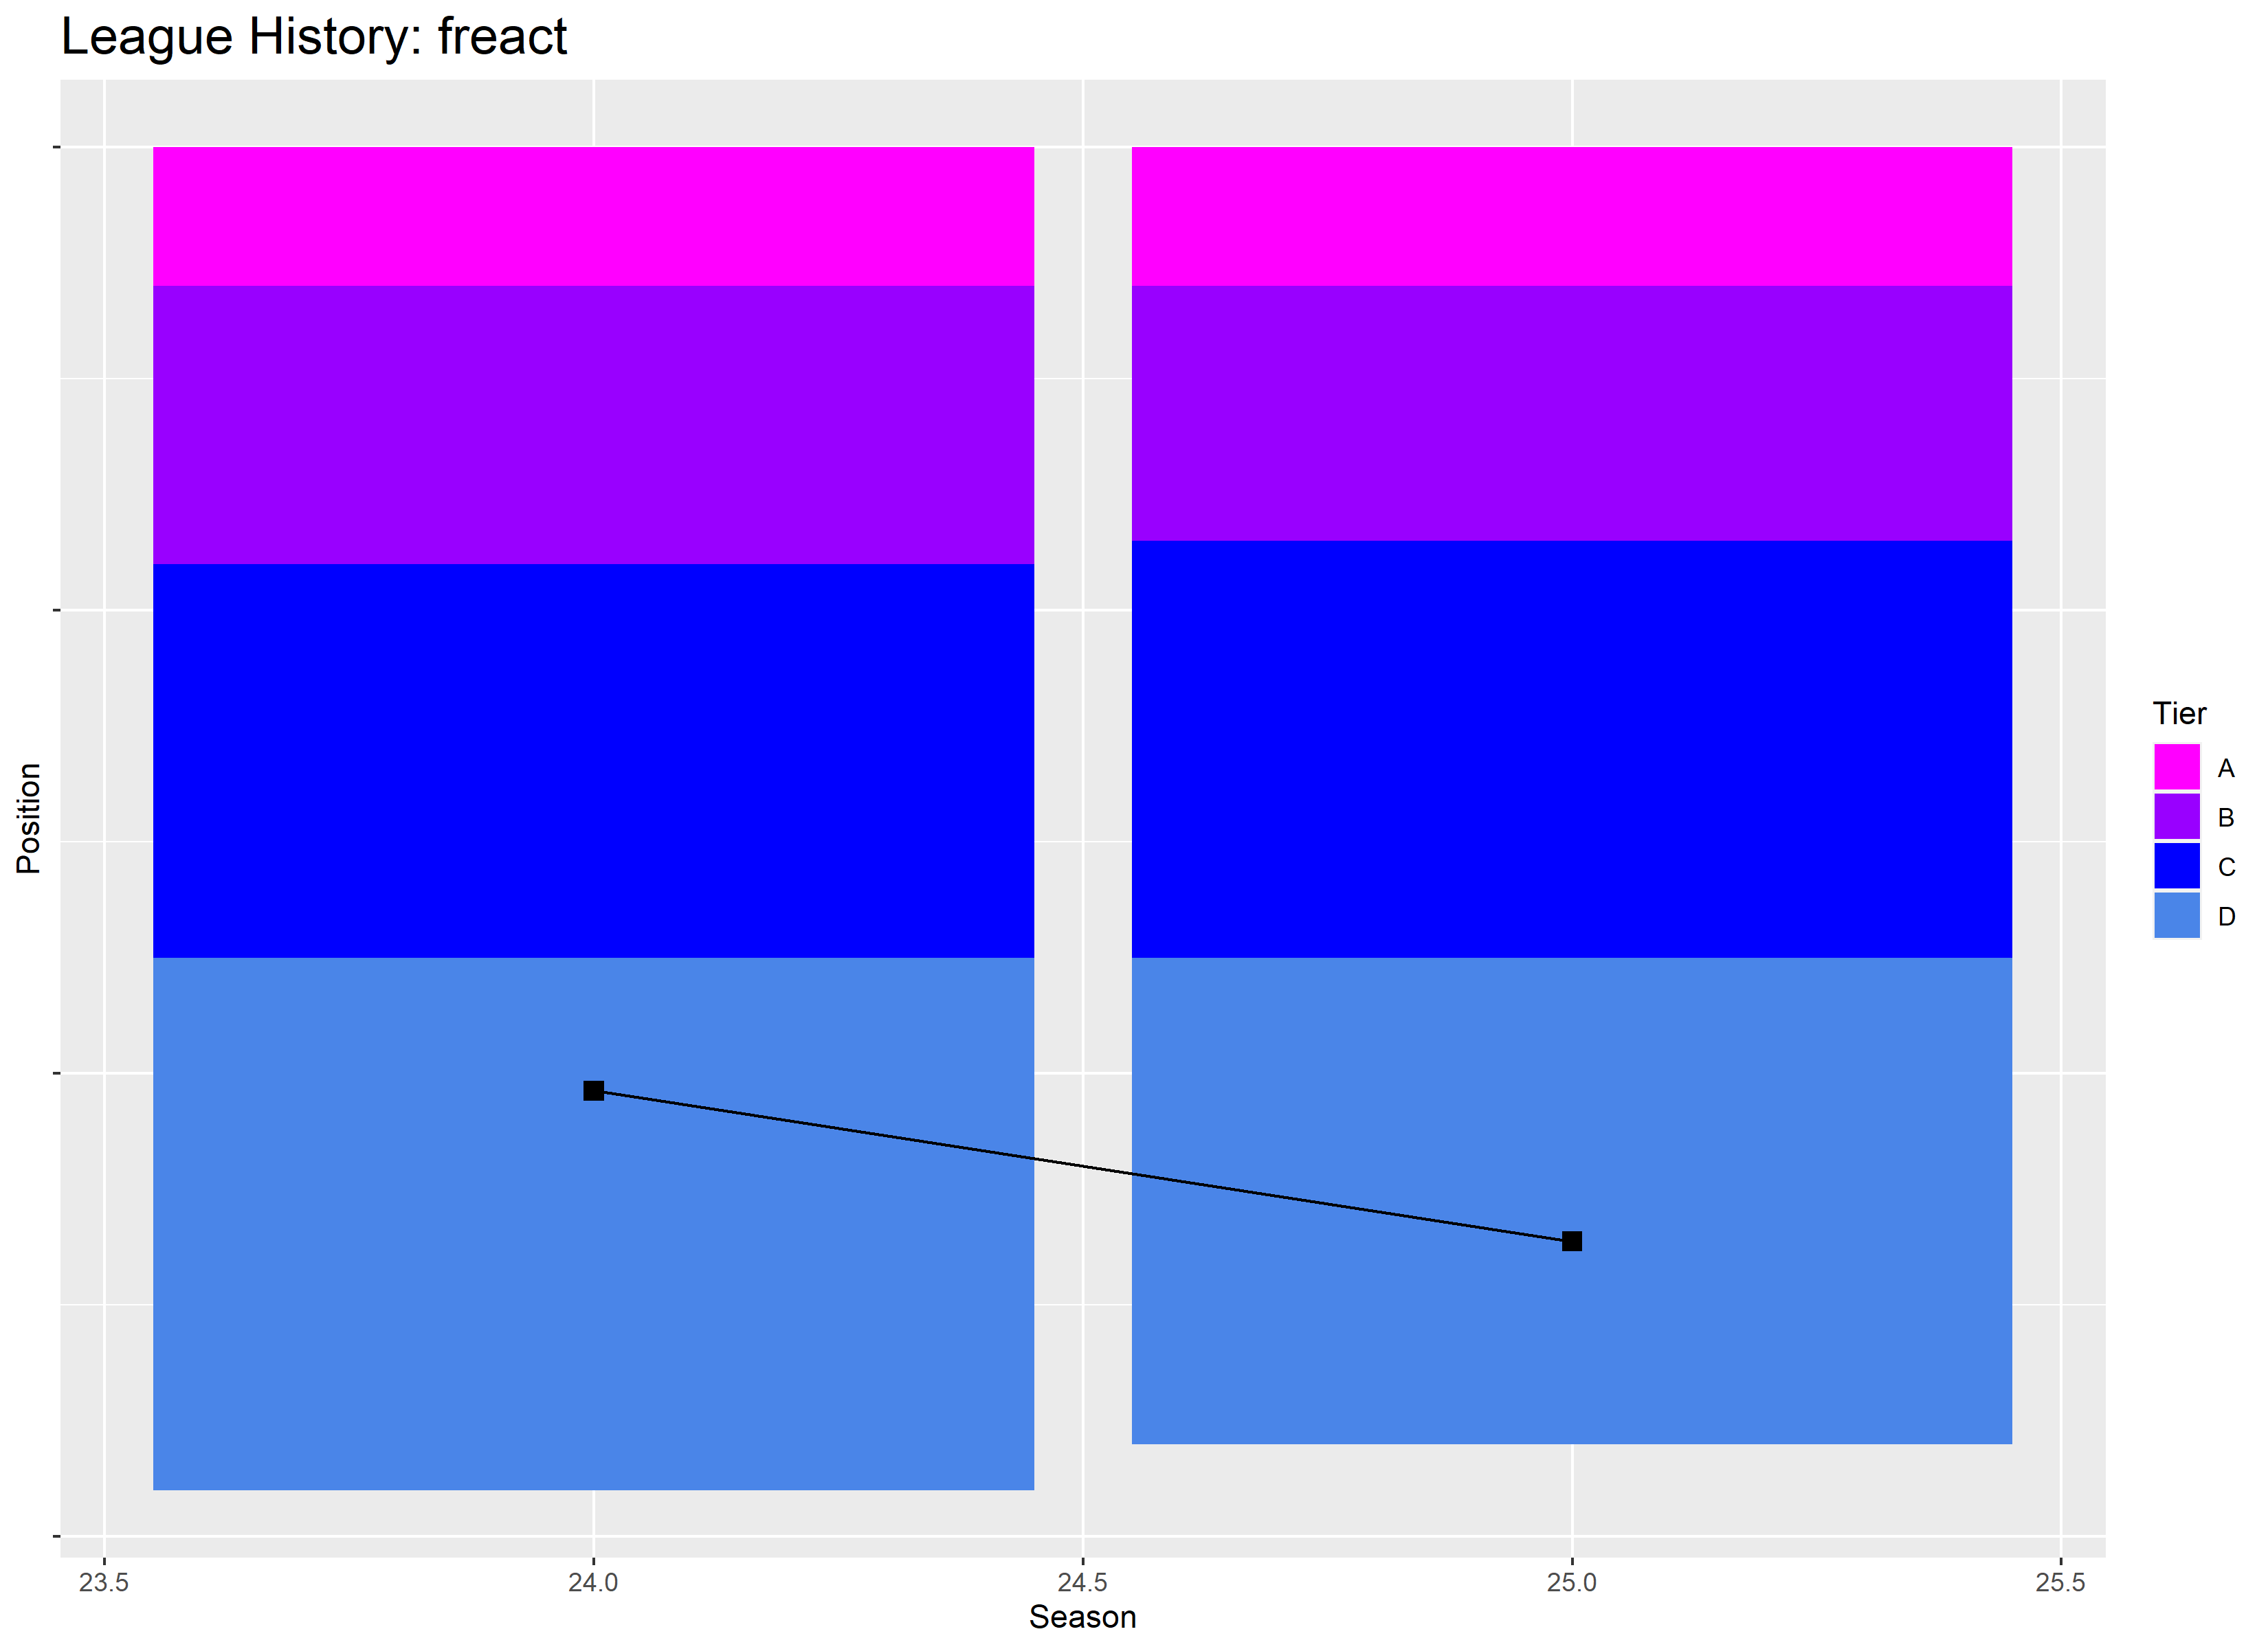 League History: freact
Position
Tier
A
B
C
D
23.5 24.0 24.5 25.0 25.5
Season